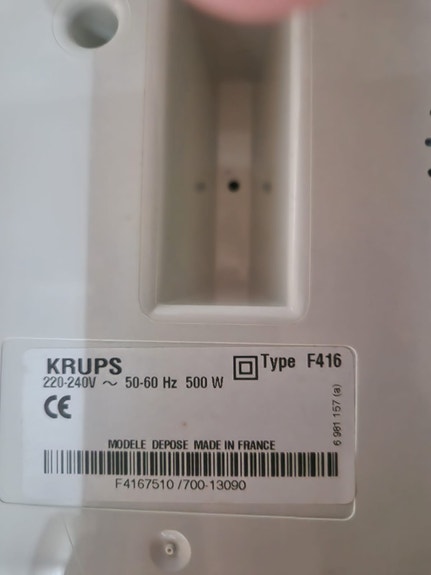 KRUPS
Type F416
220-240V ~ 50-60 Hz 500 W
CE
6 981 157 (a)
MODELE DEPOSE MADE IN FRANCE
F4167510 /700-13090